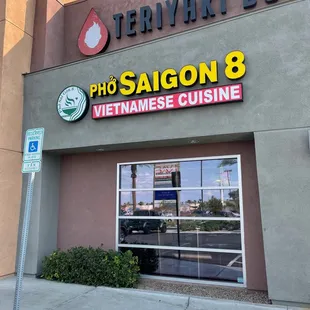 TERIYAKI
PHỞ SAIGON 8
VIETNAMESE CUISINE